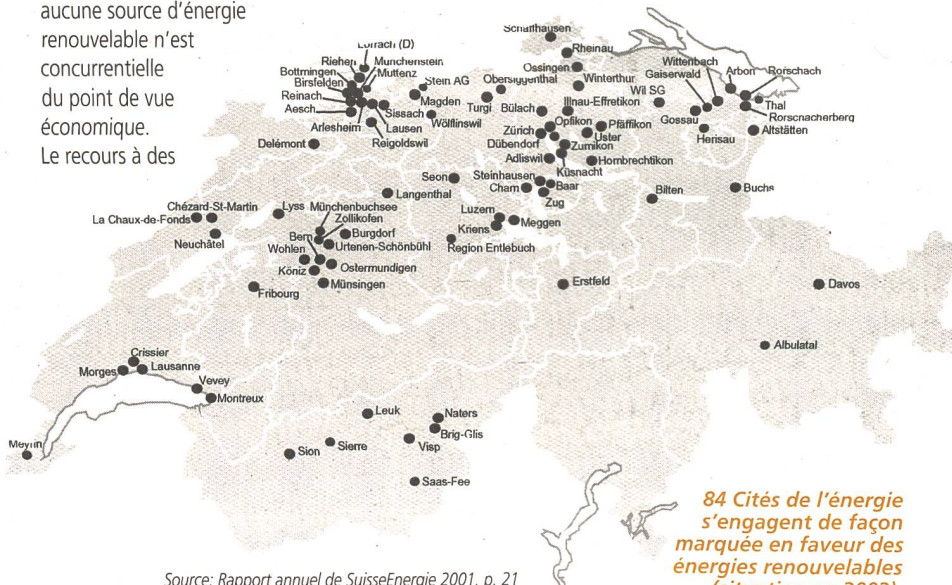 aucune source d'énergie
renouvelable n'est
concurrentielle
du point de vue
économique.
Le recours à des
Schaffhausen
Rheinau
Ossingen
Winterthur
Lörrach (D)
Riehen
Münchenstein
Bottmingen
Muttenz
Birsfelden
Stein AG
Reinach
Magden
Aesch
Sissach
Wölflinswil
Arlesheim
Lausen
Reigoldswil
Delémont
Obersiggenthal
Turgi
Bülach
Illnau-Effretikon
Wil SG
Wittenbach
Gaiserwald
Arbon
Rorschach
Thal
Rorschacherberg
Gossau
Herisau
Altstätten
Opfikon
Pfäffikon
Zürich
Uster
Dübendorf
Zumikon
Adliswil
Küsnacht
Hombrechtikon
Seon
Steinhausen
Cham
Baar
Zug
Langenthal
Bilten
Buchs
Chézard-St-Martin
La Chaux-de-Fonds
Neuchâtel
Lyss
Münchenbuchsee
Zollikofen
Bern
Burgdorf
Urtenen-Schönbühl
Wohlen
Ostermundigen
Köniz
Münsingen
Fribourg
Luzern
Meggen
Kriens
Region Entlebuch
Erstfeld
Davos
Albulatal
Crissier
Morges
Lausanne
Vevey
Montreux
Meyrin
Leuk
Naters
Brig-Glis
Sion
Sierre
Visp
Saas-Fee
84 Cités de l'énergie
s'engagent de façon
marquée en faveur des
énergies renouvelables
Source: Rapport annuel de SuisseEnergie 2001, p. 21